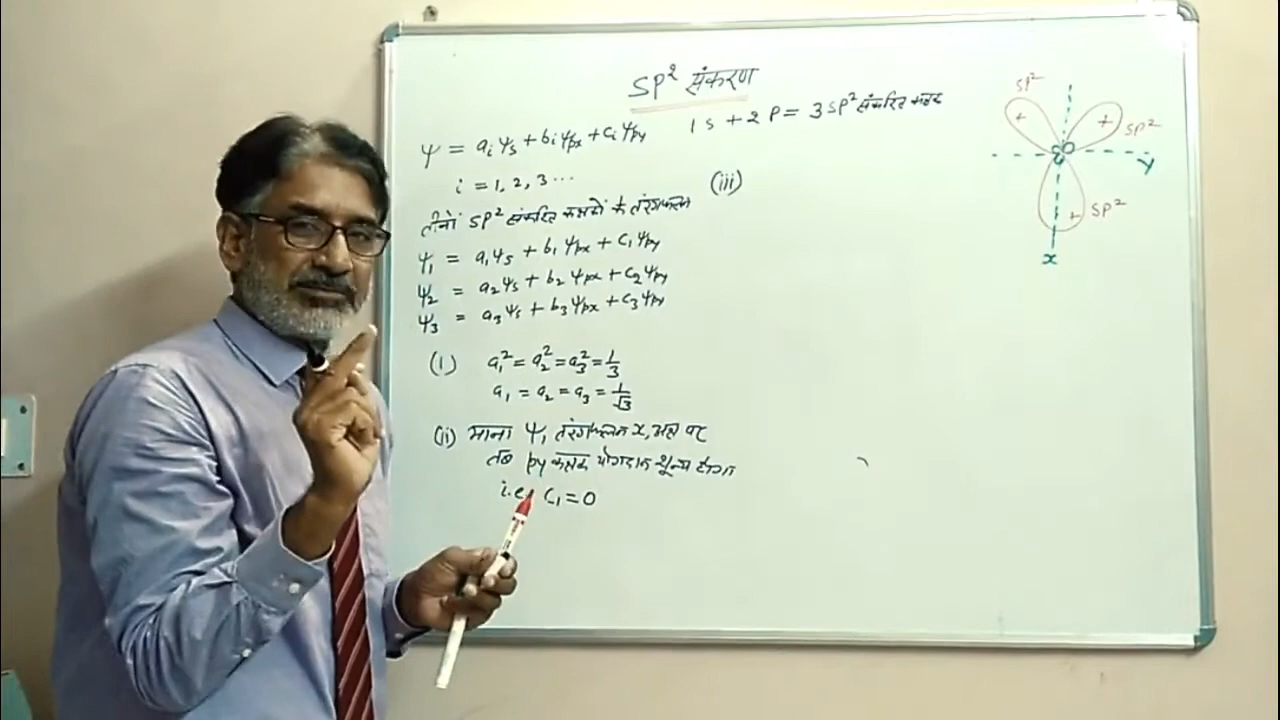 SP² संकरण
ψ = aᵢψₛ + bᵢψpx + cᵢψpy
1s + 2p = 3 SP² संकरित कक्षक
i = 1, 2, 3 ...
तीनों SP² संकरित कक्षकों के तरंगफलन
ψ₁ = a₁ψₛ + b₁ψpx + c₁ψpy
ψ₂ = a₂ψₛ + b₂ψpx + c₂ψpy
ψ₃ = a₃ψₛ + b₃ψpx + c₃ψpy
(i) a₁² = a₂² = a₃² = 1/3
a₁ = a₂ = a₃ = 1/√3
(ii) माना ψ₁ तरंगफलन x, अक्ष पर
तब py कक्षक योगदान शून्य होगा
i.e. c₁ = 0
(iii)
SP²
+
+
SP²
y
+ SP²
x